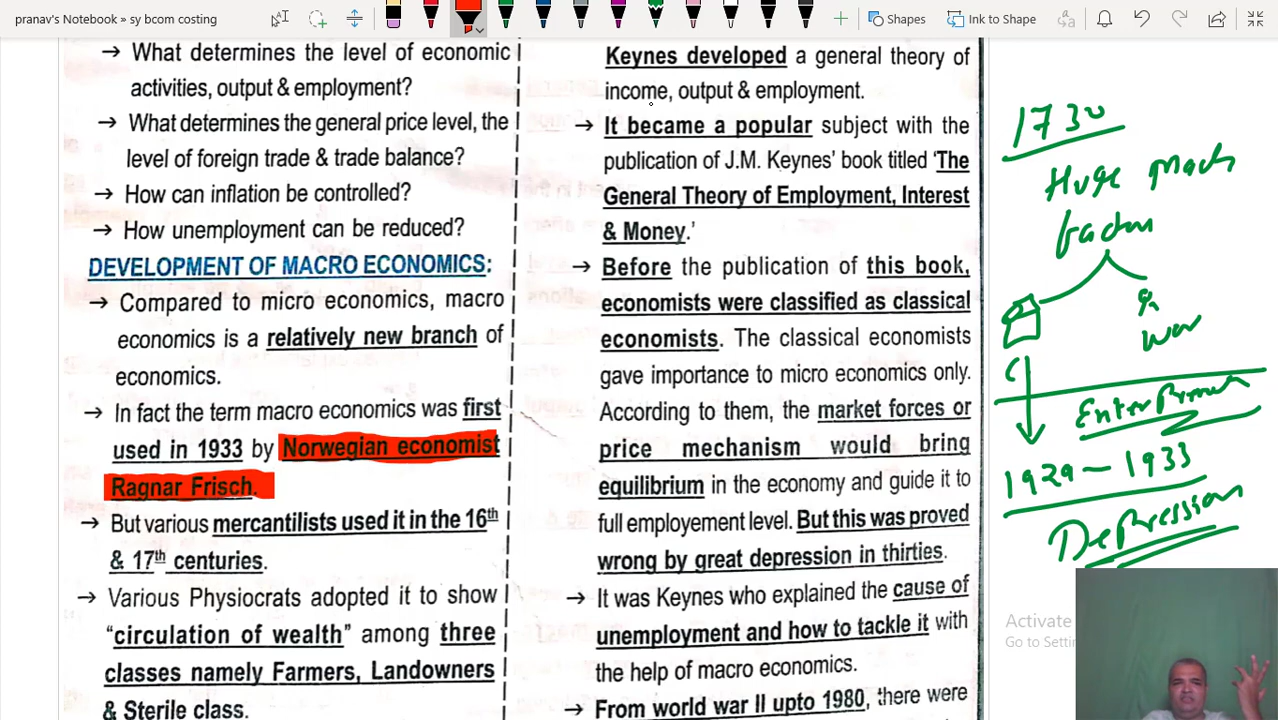 pranav's Notebook » sy bcom costing
Shapes
Ink to Shape
→ What determines the level of economic
activities, output & employment?
→ What determines the general price level, the
level of foreign trade & trade balance?
→ How can inflation be controlled?
→ How unemployment can be reduced?
DEVELOPMENT OF MACRO ECONOMICS:
→ Compared to micro economics, macro
economics is a relatively new branch of
economics.
→ In fact the term macro economics was first
used in 1933 by Norwegian economist
Ragnar Frisch.
→ But various mercantilists used it in the 16th
& 17th centuries.
→ Various Physiocrats adopted it to show
“circulation of wealth” among three
classes namely Farmers, Landowners
& Sterile class.
Keynes developed a general theory of
income, output & employment.
→ It became a popular subject with the
publication of J.M. Keynes' book titled ‘The
General Theory of Employment, Interest
& Money.’
→ Before the publication of this book,
economists were classified as classical
economists. The classical economists
gave importance to micro economics only.
According to them, the market forces or
price mechanism would bring
equilibrium in the economy and guide it to
full employement level. But this was proved
wrong by great depression in thirties.
→ It was Keynes who explained the cause of
unemployment and how to tackle it with
the help of macro economics.
→ From world war II upto 1980, there were
1730
Huge
1929 – 1933
Depression
Activate
Go to Setti